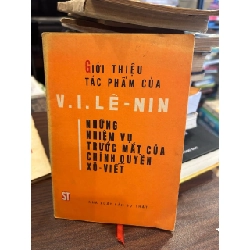 GIỚI THIỆU
TÁC PHẨM CỦA
V.I.LÊ-NIN
NHỮNG
NHIỆM VỤ
TRƯỚC MẮT CỦA
CHÍNH QUYỀN
XÔ-VIẾT
ST